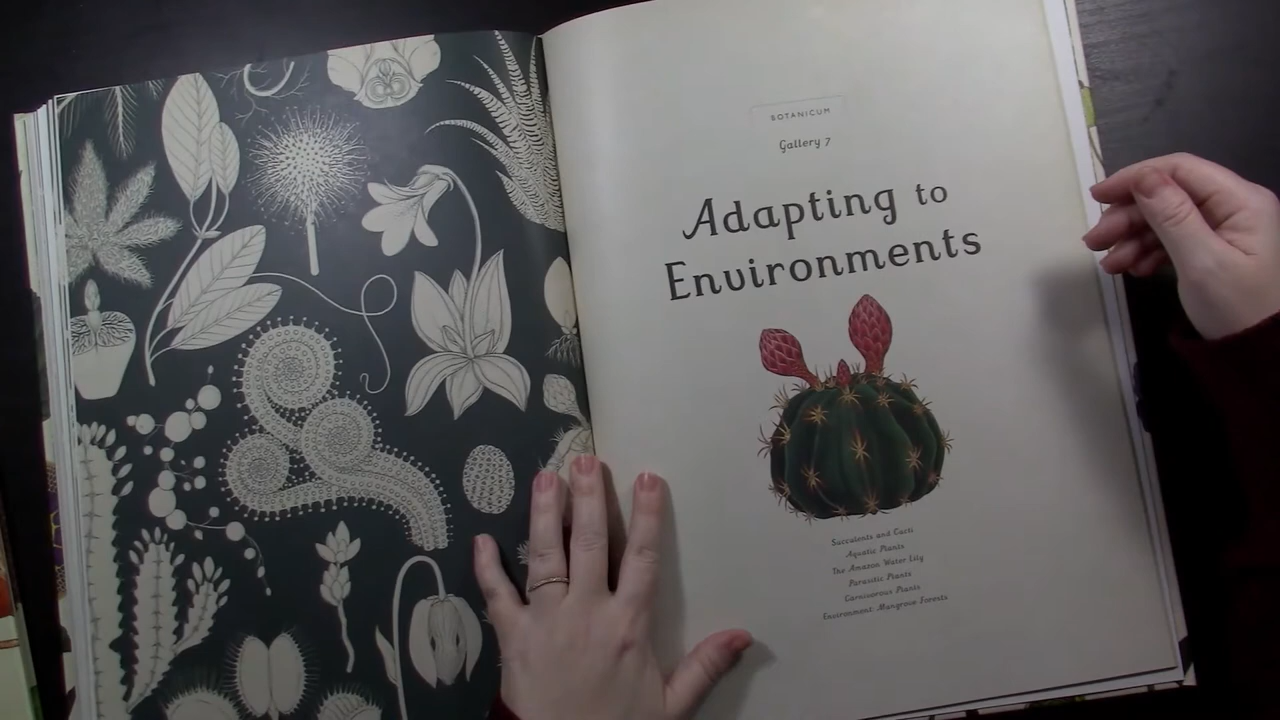 BOTANICUM
Gallery 7
Adapting to
Environments
Succulents and Cacti
Aquatic Plants
The Amazon Water Lily
Parasitic Plants
Carnivorous Plants
Environment: Mangrove Forests